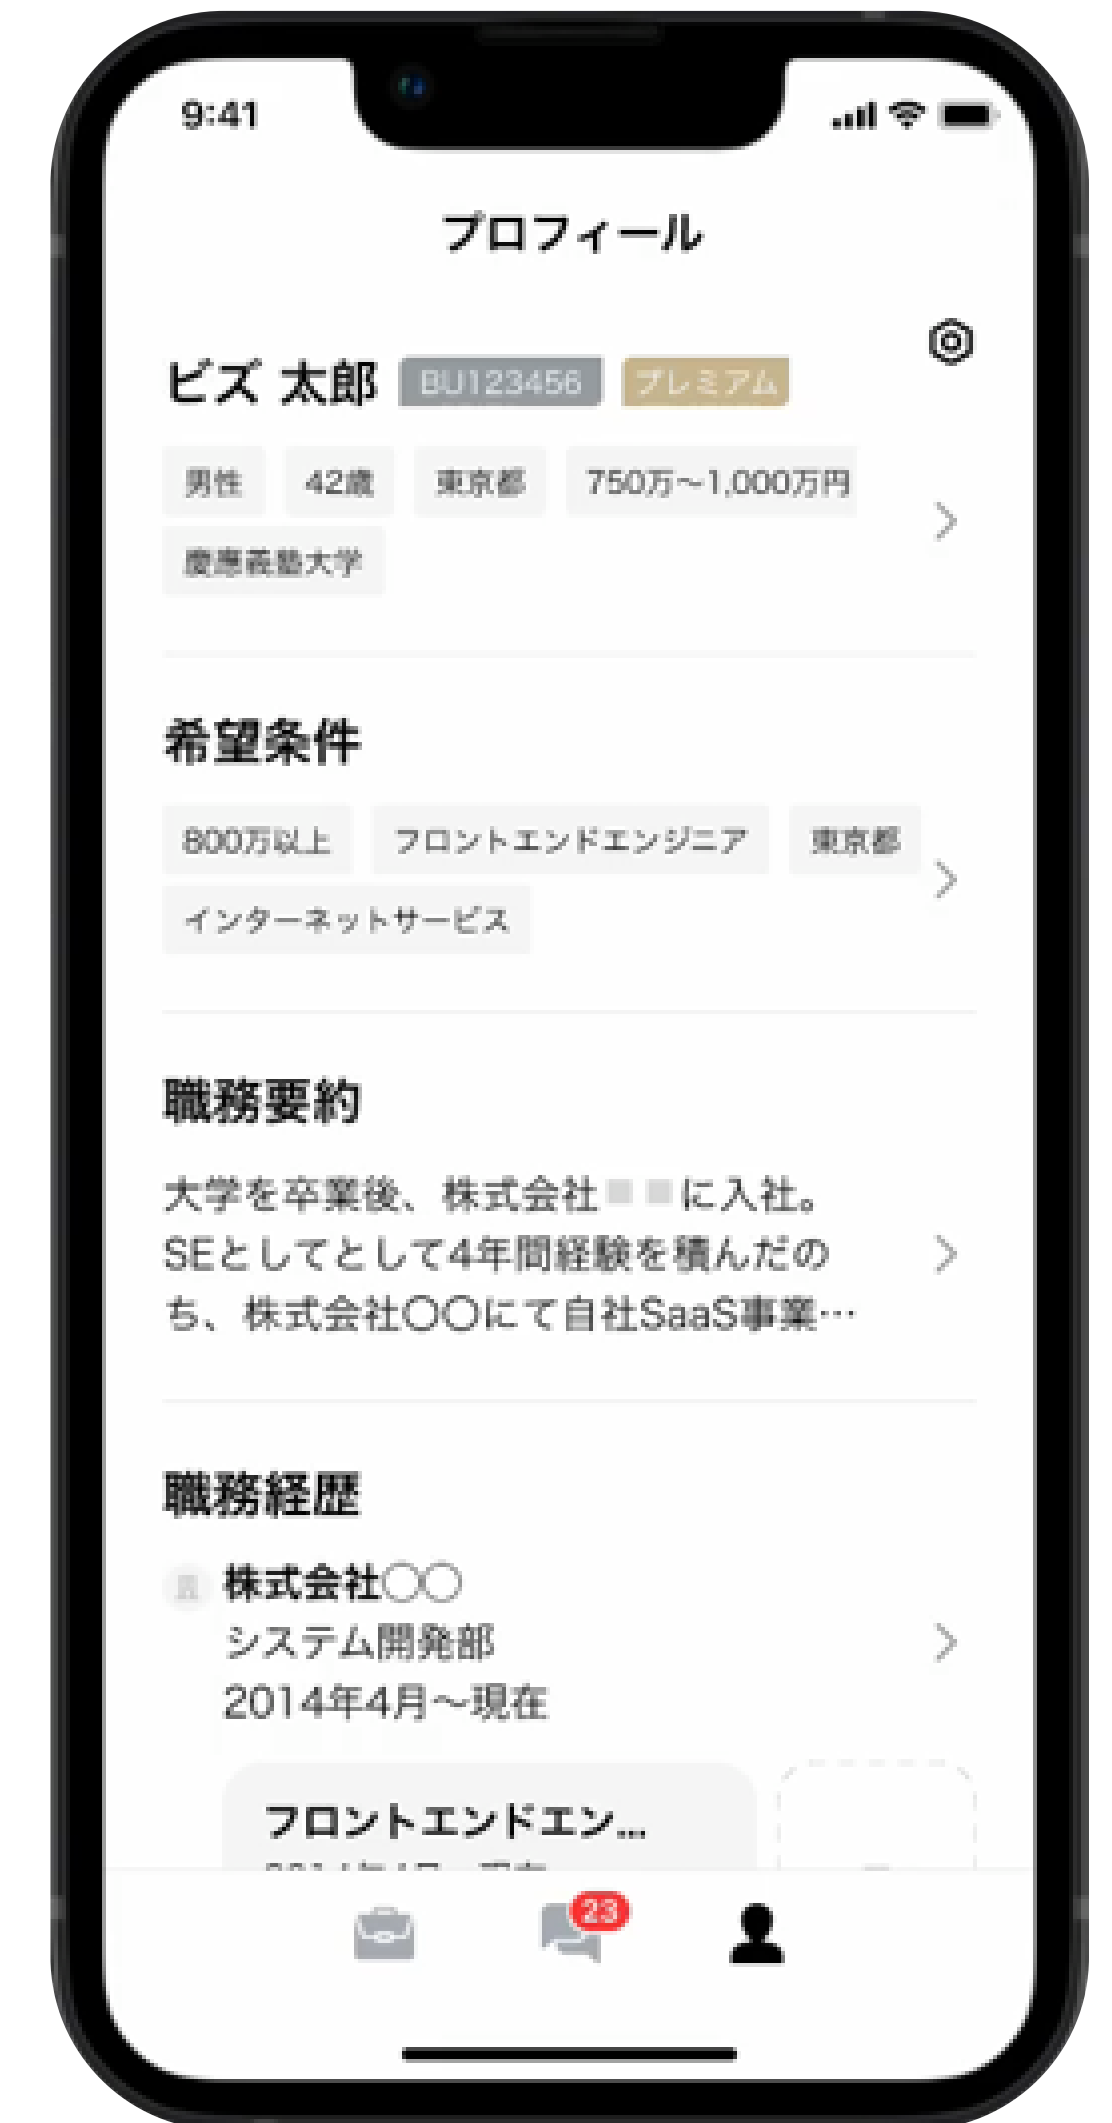 9:41
プロフィール
ビズ 太郎 BU123456 プレミアム
男性 42歳 東京都 750万～1,000万円
慶應義塾大学
希望条件
800万以上 フロントエンドエンジニア 東京都
インターネットサービス
職務要約
大学を卒業後、株式会社■■に入社。
SEとしてとして4年間経験を積んだの
ち、株式会社〇〇にて自社SaaS事業…
職務経歴
株式会社○○
システム開発部
2014年4月～現在
フロントエンドエン...
23